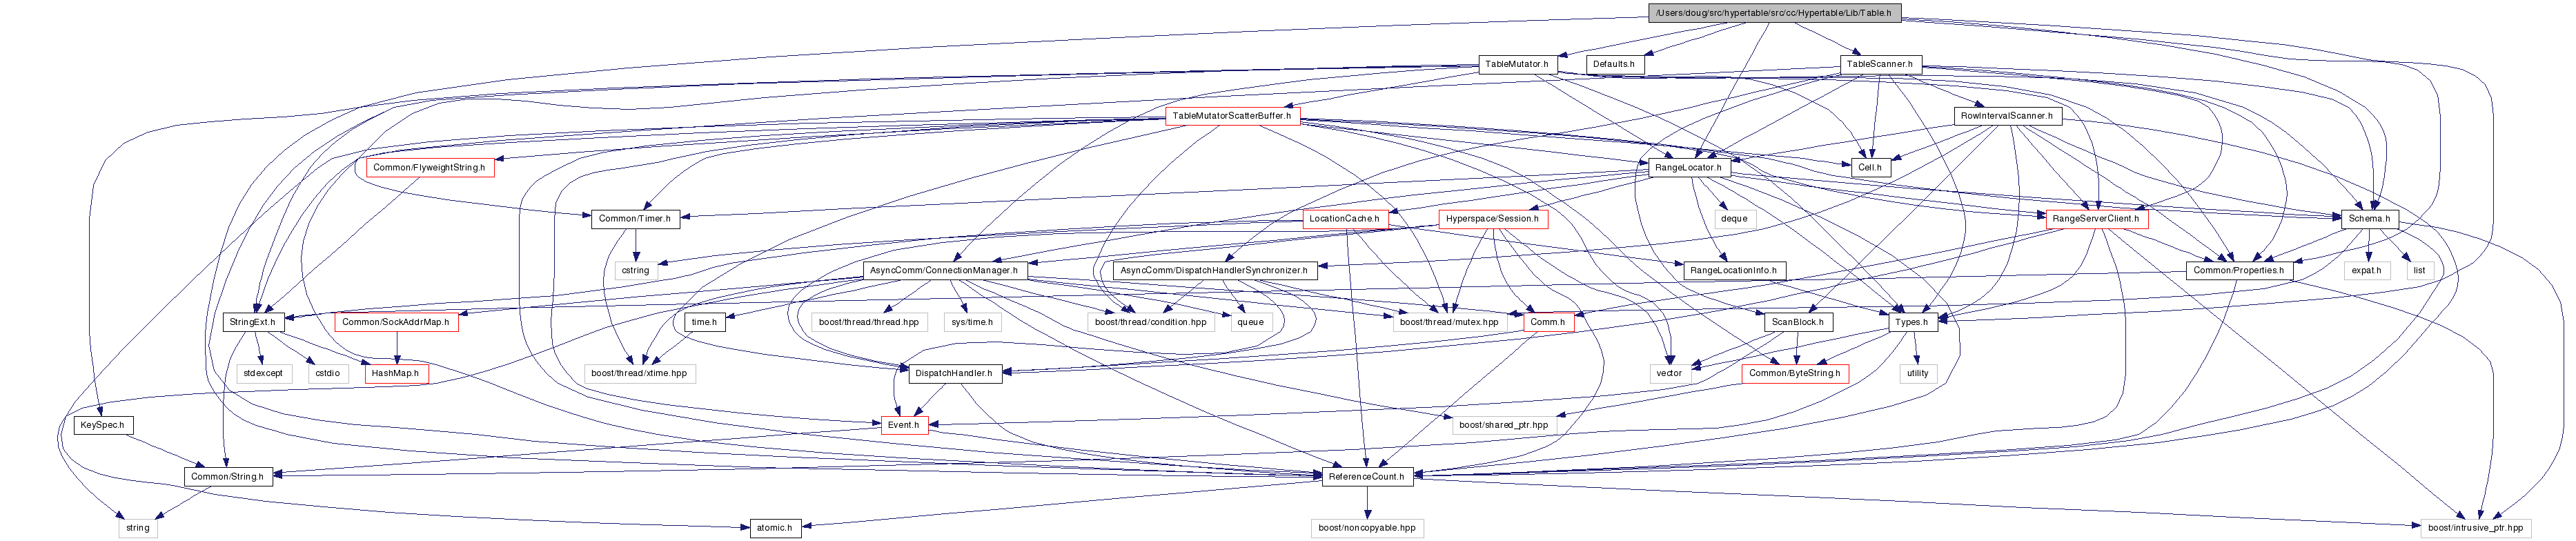 /Users/doug/src/hypertable/src/cc/Hypertable/Lib/Table.h
TableMutator.h
Defaults.h
TableScanner.h
TableMutatorScatterBuffer.h
RowIntervalScanner.h
Common/FlyweightString.h
RangeLocator.h
Cell.h
Common/Timer.h
LocationCache.h
Hyperspace/Session.h
deque
RangeServerClient.h
Schema.h
cstring
AsyncComm/ConnectionManager.h
AsyncComm/DispatchHandlerSynchronizer.h
RangeLocationInfo.h
Common/Properties.h
expat.h
list
StringExt.h
Common/SockAddrMap.h
time.h
boost/thread/thread.hpp
sys/time.h
boost/thread/condition.hpp
queue
boost/thread/mutex.hpp
Comm.h
ScanBlock.h
Types.h
stdexcept
cstdio
HashMap.h
boost/thread/xtime.hpp
DispatchHandler.h
vector
Common/ByteString.h
utility
KeySpec.h
Event.h
boost/shared_ptr.hpp
Common/String.h
ReferenceCount.h
string
atomic.h
boost/noncopyable.hpp
boost/intrusive_ptr.hpp